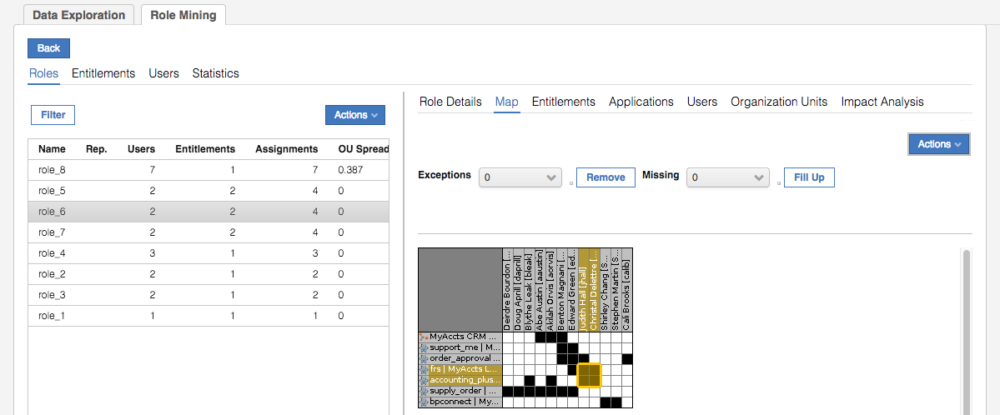 Data Exploration Role Mining
Back
Roles Entitlements Users Statistics
Role Details Map Entitlements Applications Users Organization Units Impact Analysis
Filter Actions
Actions
Name Rep. Users Entitlements Assignments OU Spread
role_8 7 1 7 0.387
role_5 2 2 4 0
role_6 2 2 4 0
role_7 2 2 4 0
role_4 3 1 3 0
role_2 2 1 2 0
role_3 2 1 2 0
role_1 1 1 1 0
Exceptions 0 Remove Missing 0 Fill Up
Deirdre Bourdon [...
Doug Aprill [daprill]
Blythe Leak [bleak]
Abe Austin [aaustin]
Akilah Orvis [aorvis]
Benton Magnani [...
Edward Green [ed...
Judith Hall [jhall]
Christal Delettre [...
Shirley Chang [S...
Stephen Martin [S...
Cali Brooks [calib]
MyAccts CRM ...
support_me | M...
order_approval ...
frs | MyAccts L...
accounting_plus...
supply_order | ...
bpconnect | My...